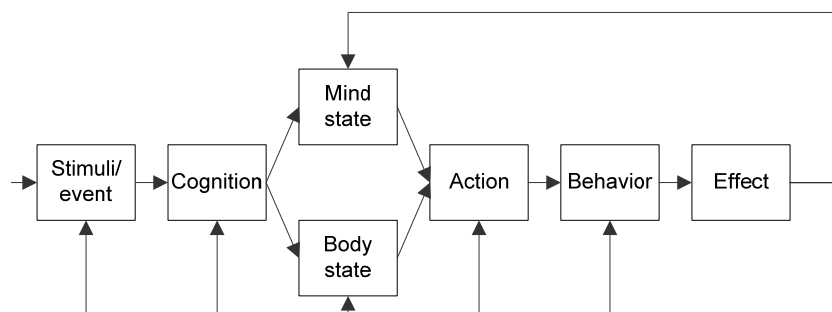 Mind
state
Stimuli/
event
Cognition
Action
Behavior
Effect
Body
state